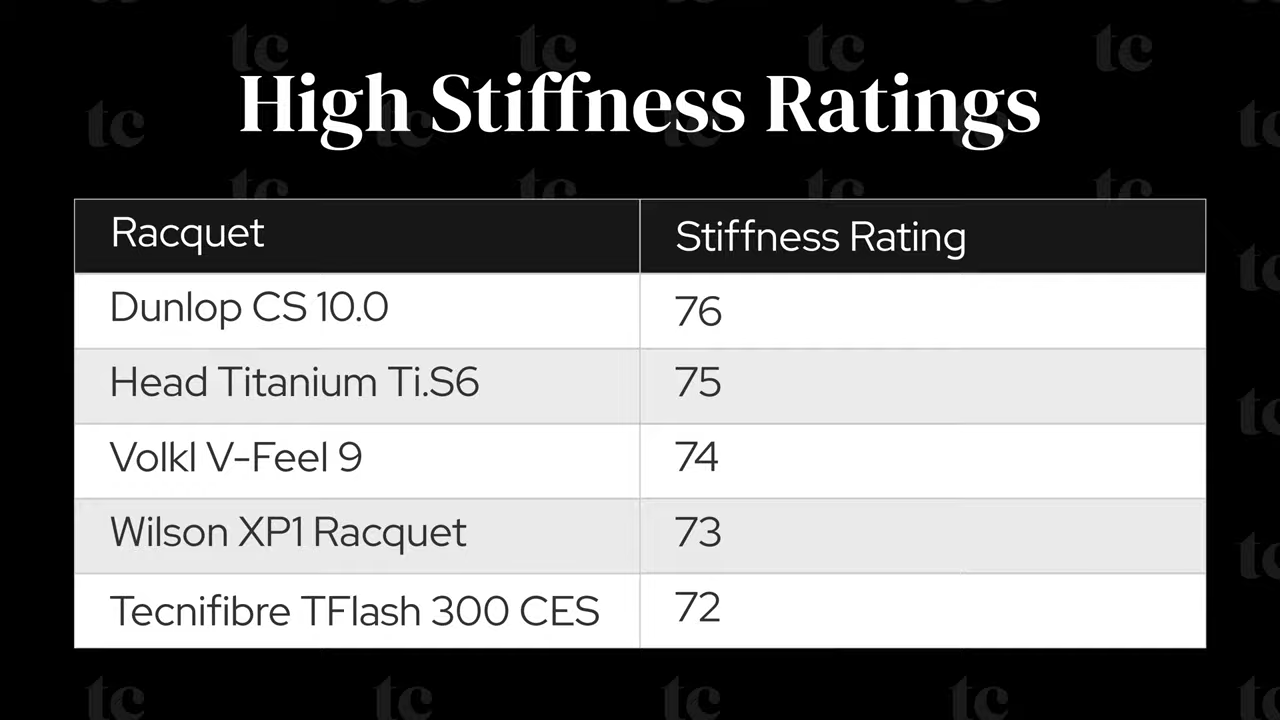 High Stiffness Ratings
Racquet Stiffness Rating
Dunlop CS 10.0 76
Head Titanium Ti.S6 75
Volkl V-Feel 9 74
Wilson XP1 Racquet 73
Tecnifibre TFlash 300 CES 72
tc